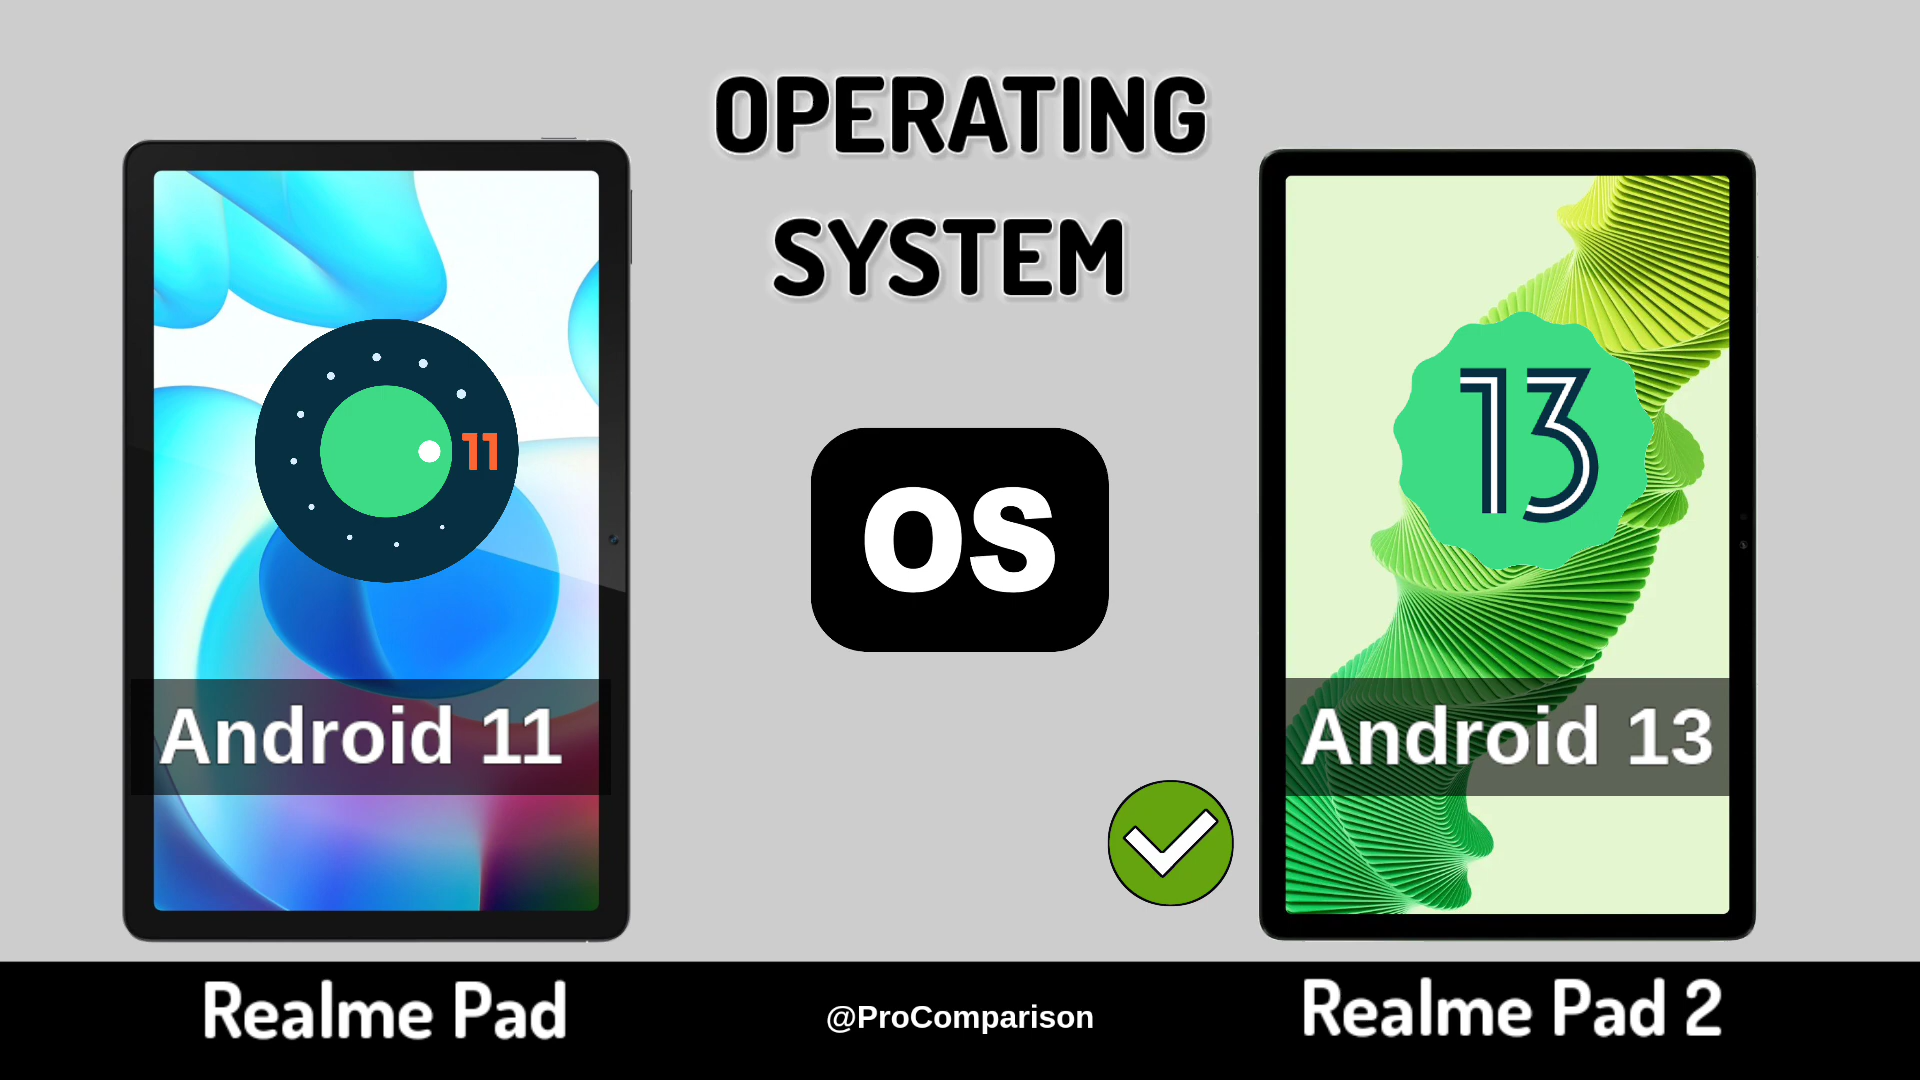 OPERATING
SYSTEM
11
13
OS
Android 11
Android 13
Realme Pad
@ProComparison
Realme Pad 2